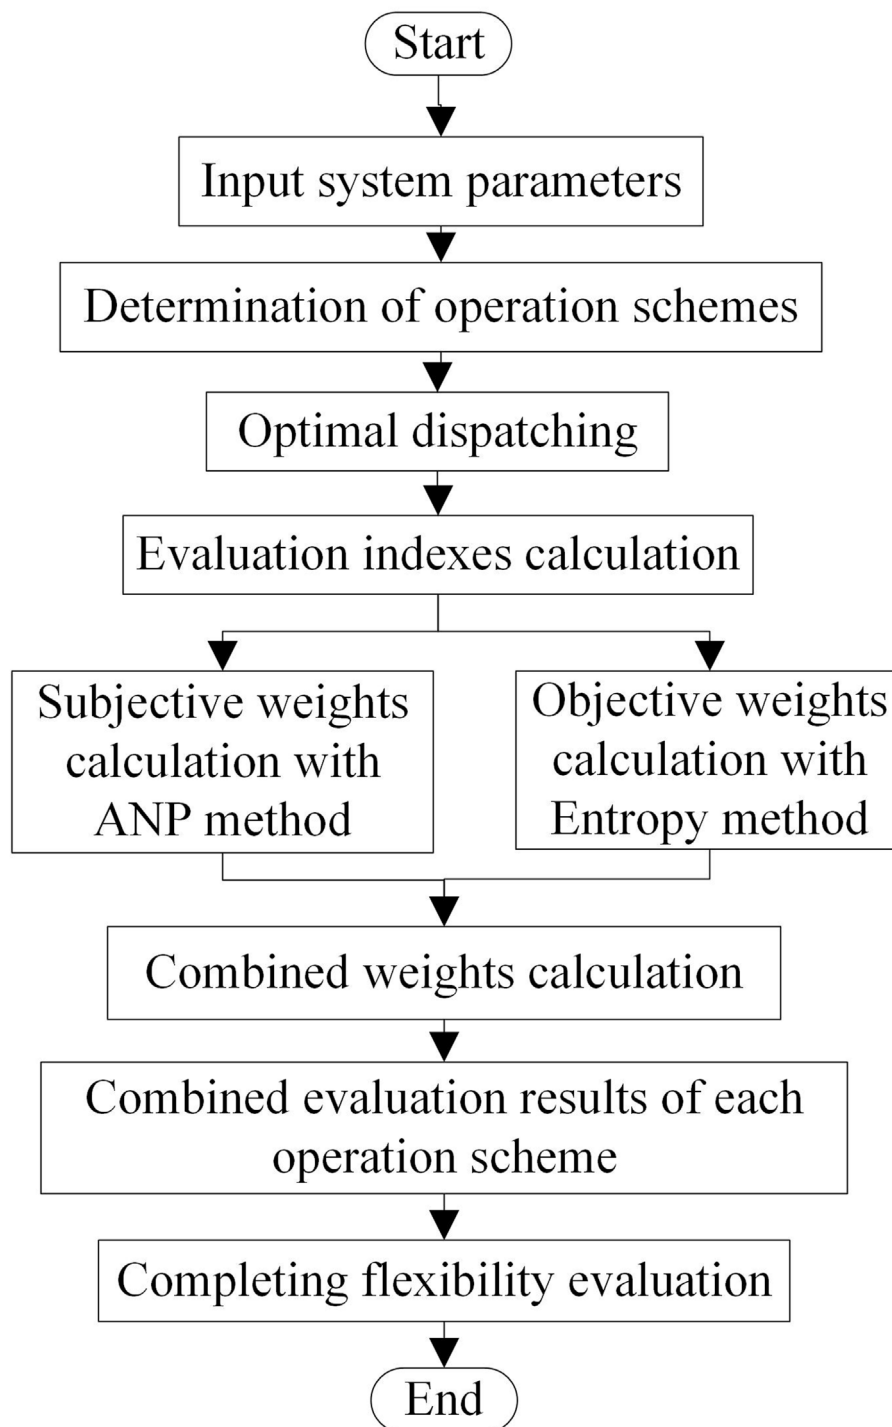 Start
Input system parameters
Determination of operation schemes
Optimal dispatching
Evaluation indexes calculation
Subjective weights
calculation with
ANP method
Objective weights
calculation with
Entropy method
Combined weights calculation
Combined evaluation results of each
operation scheme
Completing flexibility evaluation
End